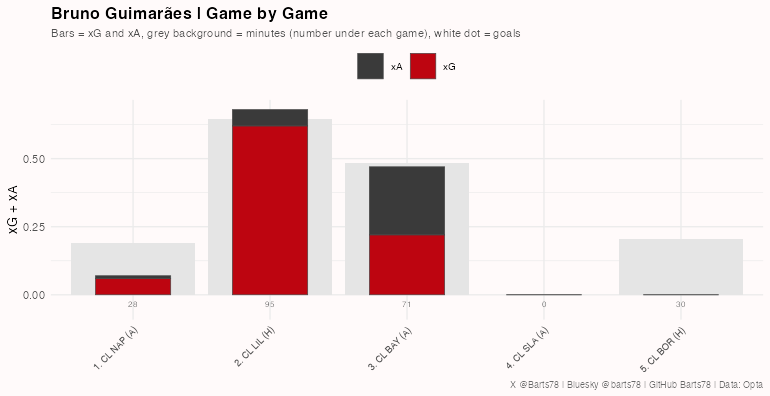 Bruno Guimarães | Game by Game
Bars = xG and xA, grey background = minutes (number under each game), white dot = goals
xA xG
xG + xA
0.50
0.25
0.00
28 95 71 0 30
1. CL NAP (A) 2. CL LIL (H) 3. CL BAY (A) 4. CL SLA (A) 5. CL BOR (H)
X @Barts78 | Bluesky @barts78 | GitHub Barts78 | Data: Opta